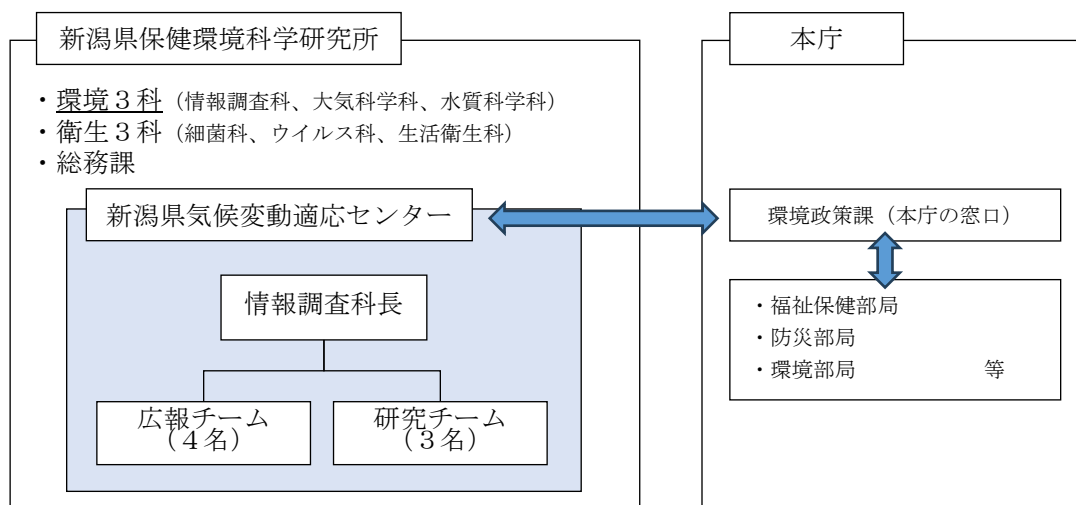 新潟県保健環境科学研究所
・環境３科（情報調査科、大気科学科、水質科学科）
・衛生３科（細菌科、ウイルス科、生活衛生科）
・総務課
新潟県気候変動適応センター
情報調査科長
広報チーム
（４名）
研究チーム
（３名）
本庁
環境政策課（本庁の窓口）
・福祉保健部局
・防災部局
・環境部局　　　　　　　等